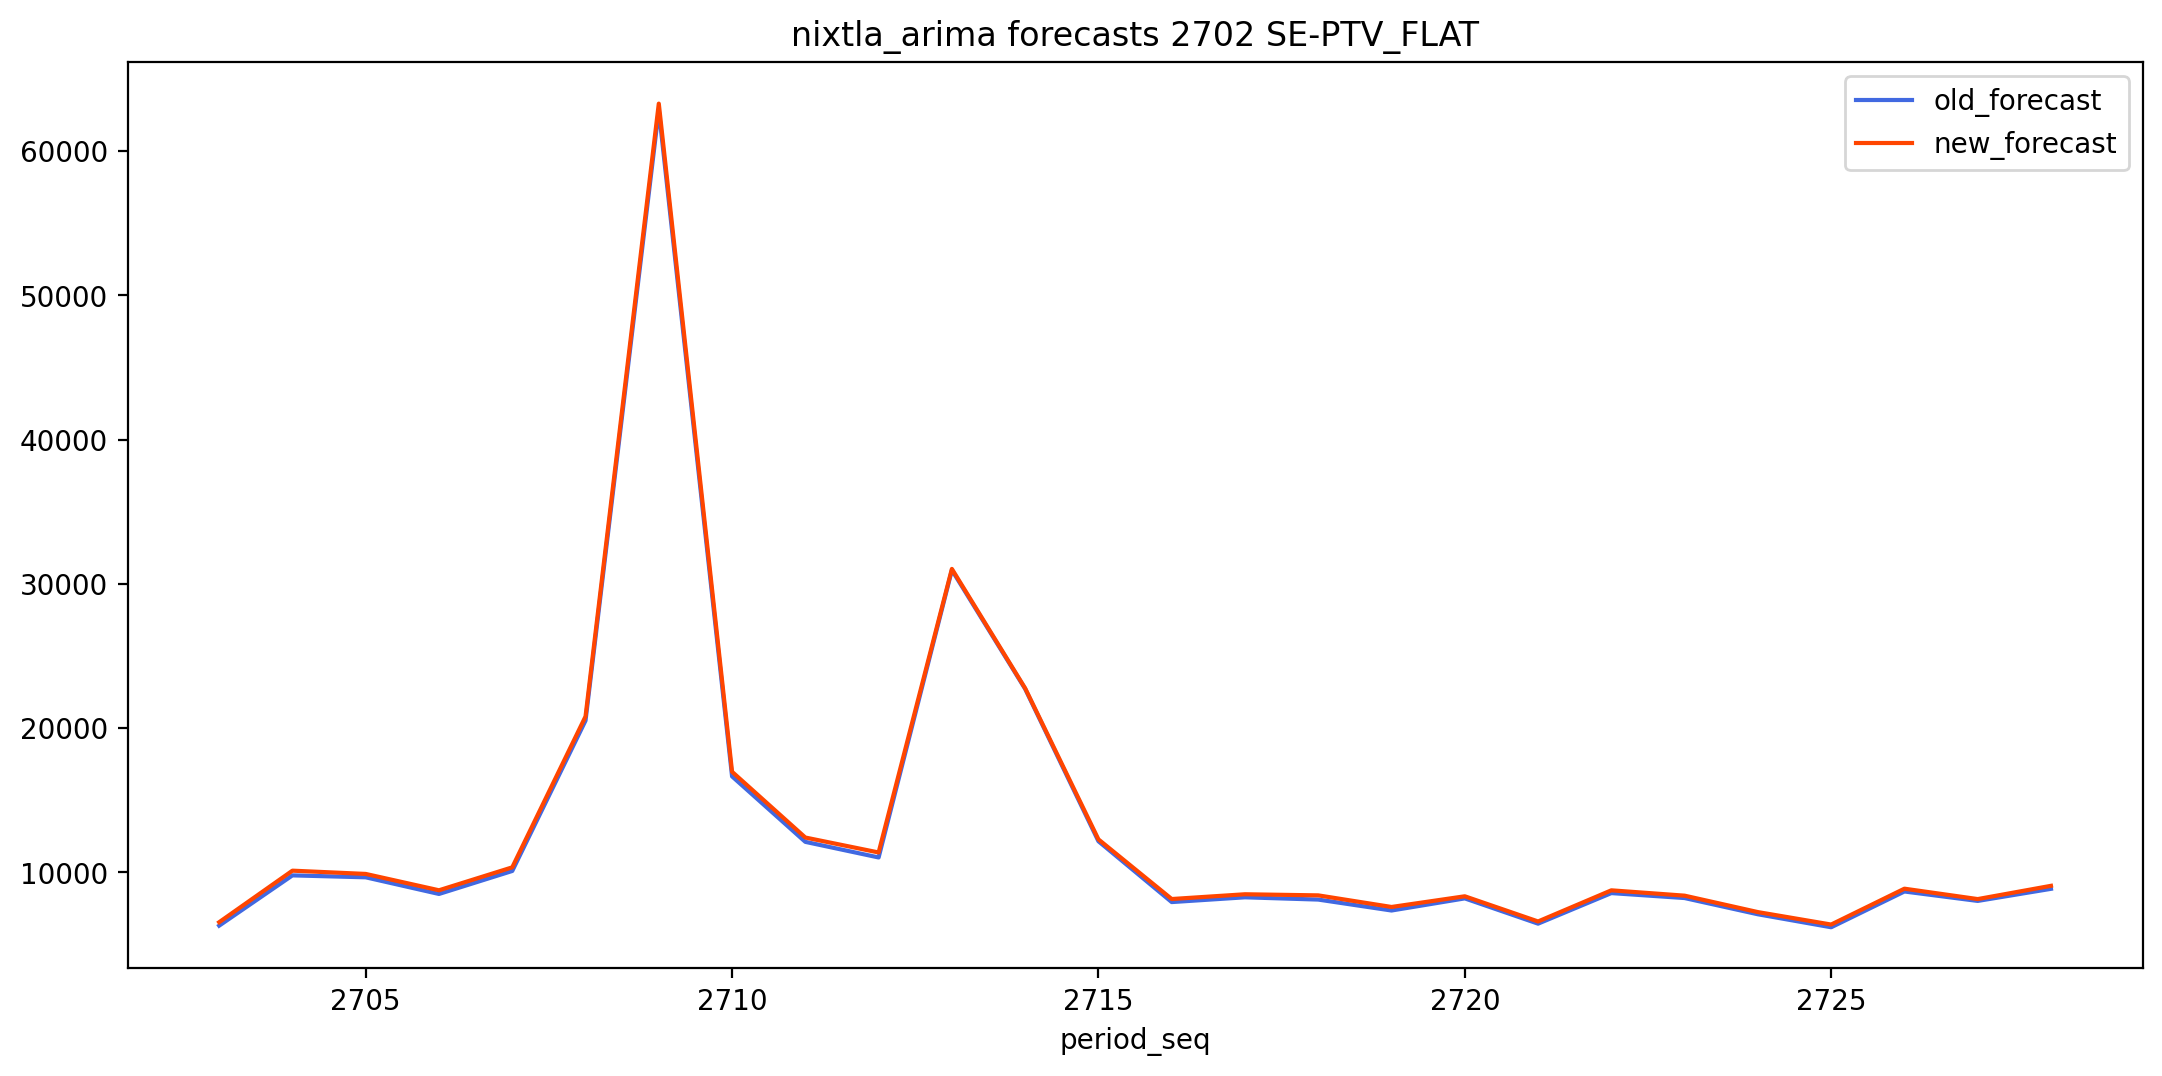 nixtla_arima forecasts 2702 SE-PTV_FLAT
old_forecast
new_forecast
60000
50000
40000
30000
20000
10000
2705 2710 2715 2720 2725
period_seq